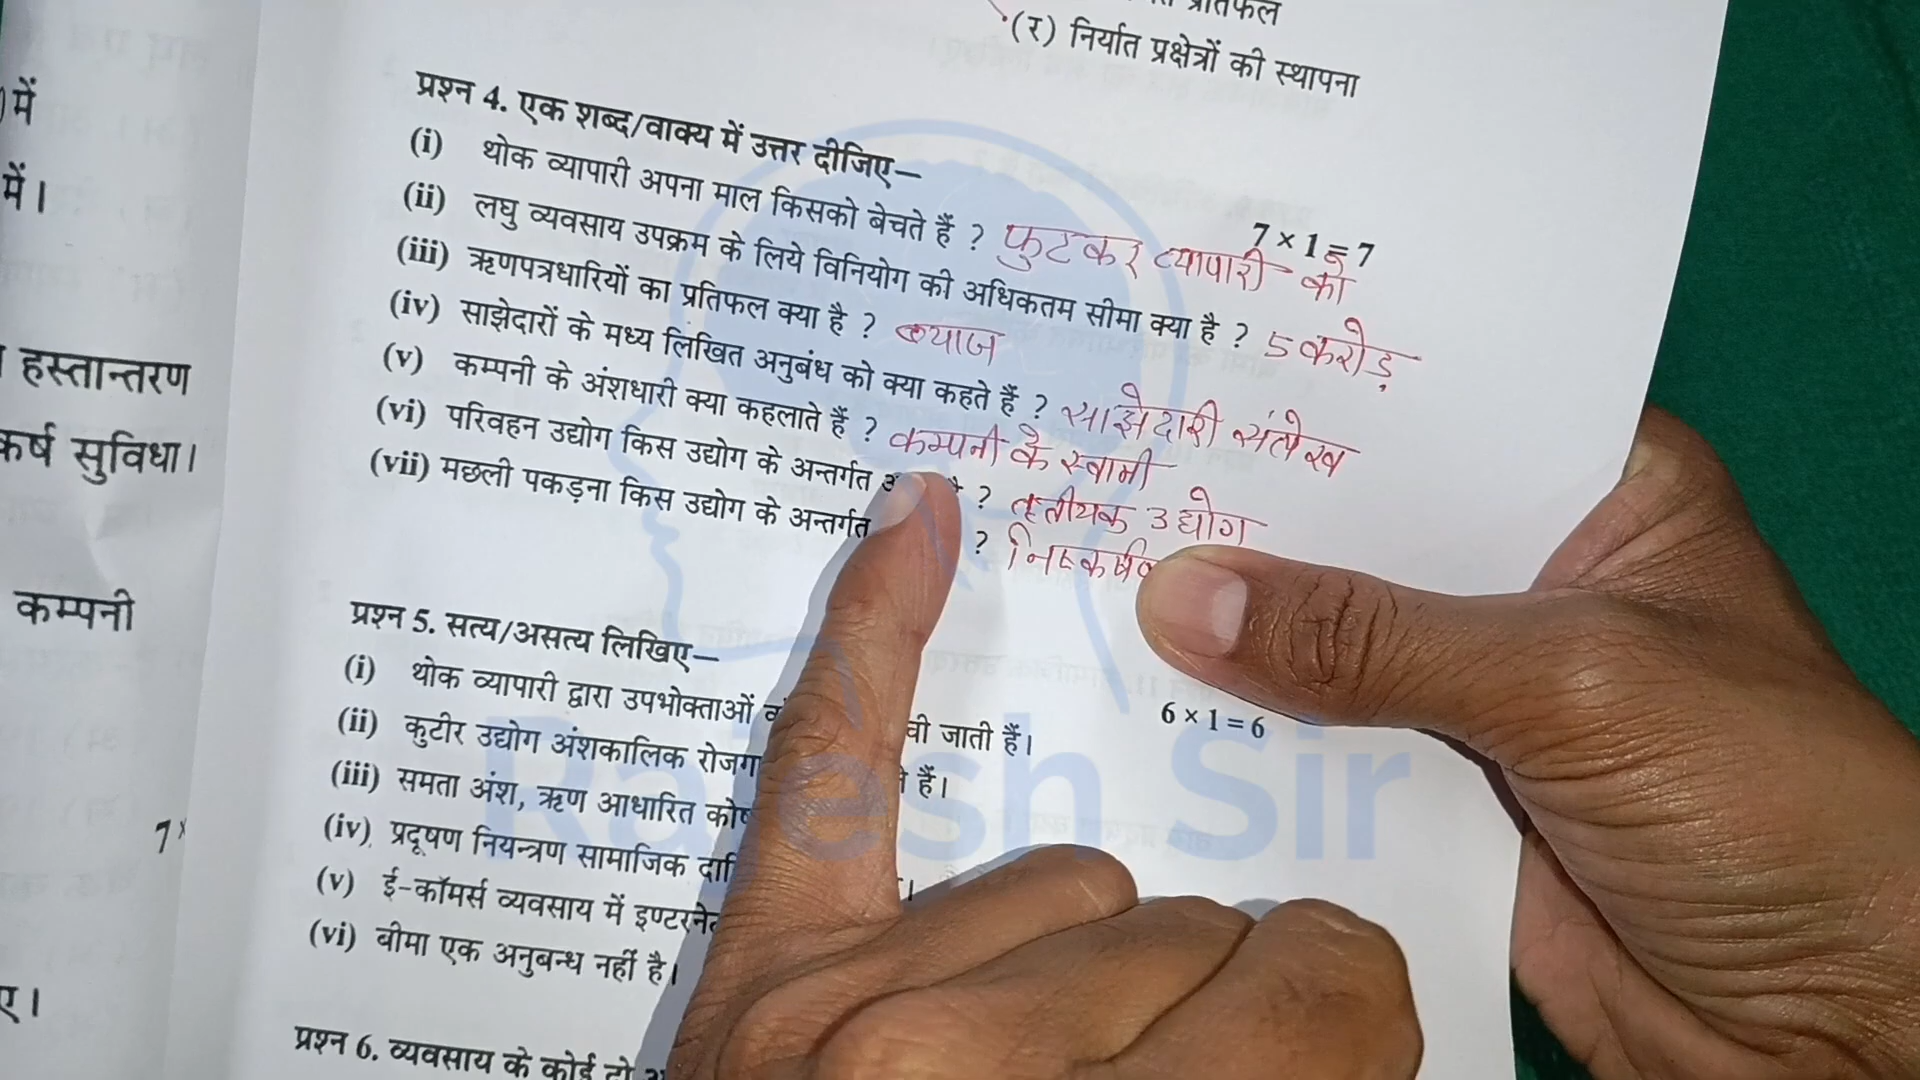 प्रतिफल
(र) निर्यात प्रक्षेत्रों की स्थापना
में
में।
हस्तान्तरण
कर्ष सुविधा।
कम्पनी
7×
ए।
प्रश्न 4. एक शब्द/वाक्य में उत्तर दीजिए–
7 × 1 = 7
(i) थोक व्यापारी अपना माल किसको बेचते हैं ? फुटकर व्यापारी को
(ii) लघु व्यवसाय उपक्रम के लिये विनियोग की अधिकतम सीमा क्या है ? 5 करोड़
(iii) ऋणपत्रधारियों का प्रतिफल क्या है ? ब्याज
(iv) साझेदारों के मध्य लिखित अनुबंध को क्या कहते हैं ? साझेदारी संलेख
(v) कम्पनी के अंशधारी क्या कहलाते हैं ? कम्पनी के स्वामी
(vi) परिवहन उद्योग किस उद्योग के अन्तर्गत ? तृतीयक उद्योग
(vii) मछली पकड़ना किस उद्योग के अन्तर्गत ?
प्रश्न 5. सत्य/असत्य लिखिए–
6 × 1 = 6
(i) थोक व्यापारी द्वारा उपभोक्ताओं जाती हैं।
(ii) कुटीर उद्योग अंशकालिक हैं।
(iii) समता अंश, ऋण आधारित
(iv) प्रदूषण नियन्त्रण सामाजिक
(v) ई-कॉमर्स व्यवसाय में
(vi) बीमा एक अनुबन्ध नहीं है।
प्रश्न 6. व्यवसाय के कोई दो
Rajesh Sir